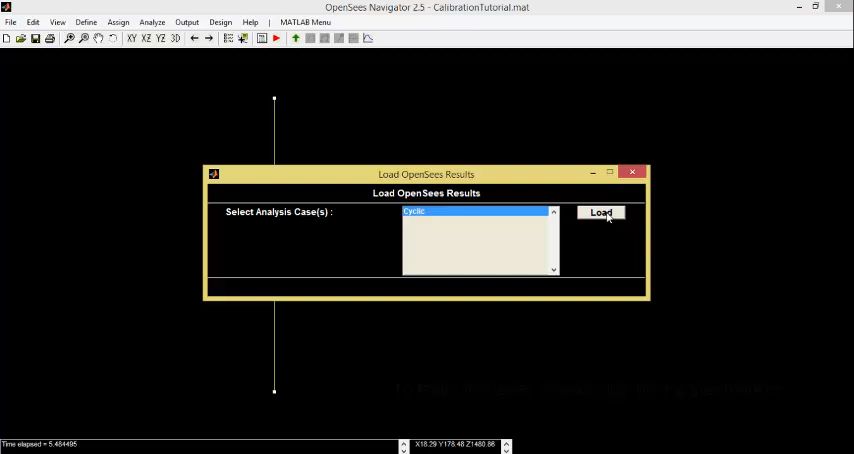 OpenSees Navigator 2.5 - CalibrationTutorial.mat
File Edit View Define Assign Analyze Output Design Help | MATLAB Menu
XY XZ YZ 3D
Load OpenSees Results
Load OpenSees Results
Select Analysis Case(s) :
Cyclic
Load
Time elapsed = 5.484495
X18.29 Y178.48 Z1480.86